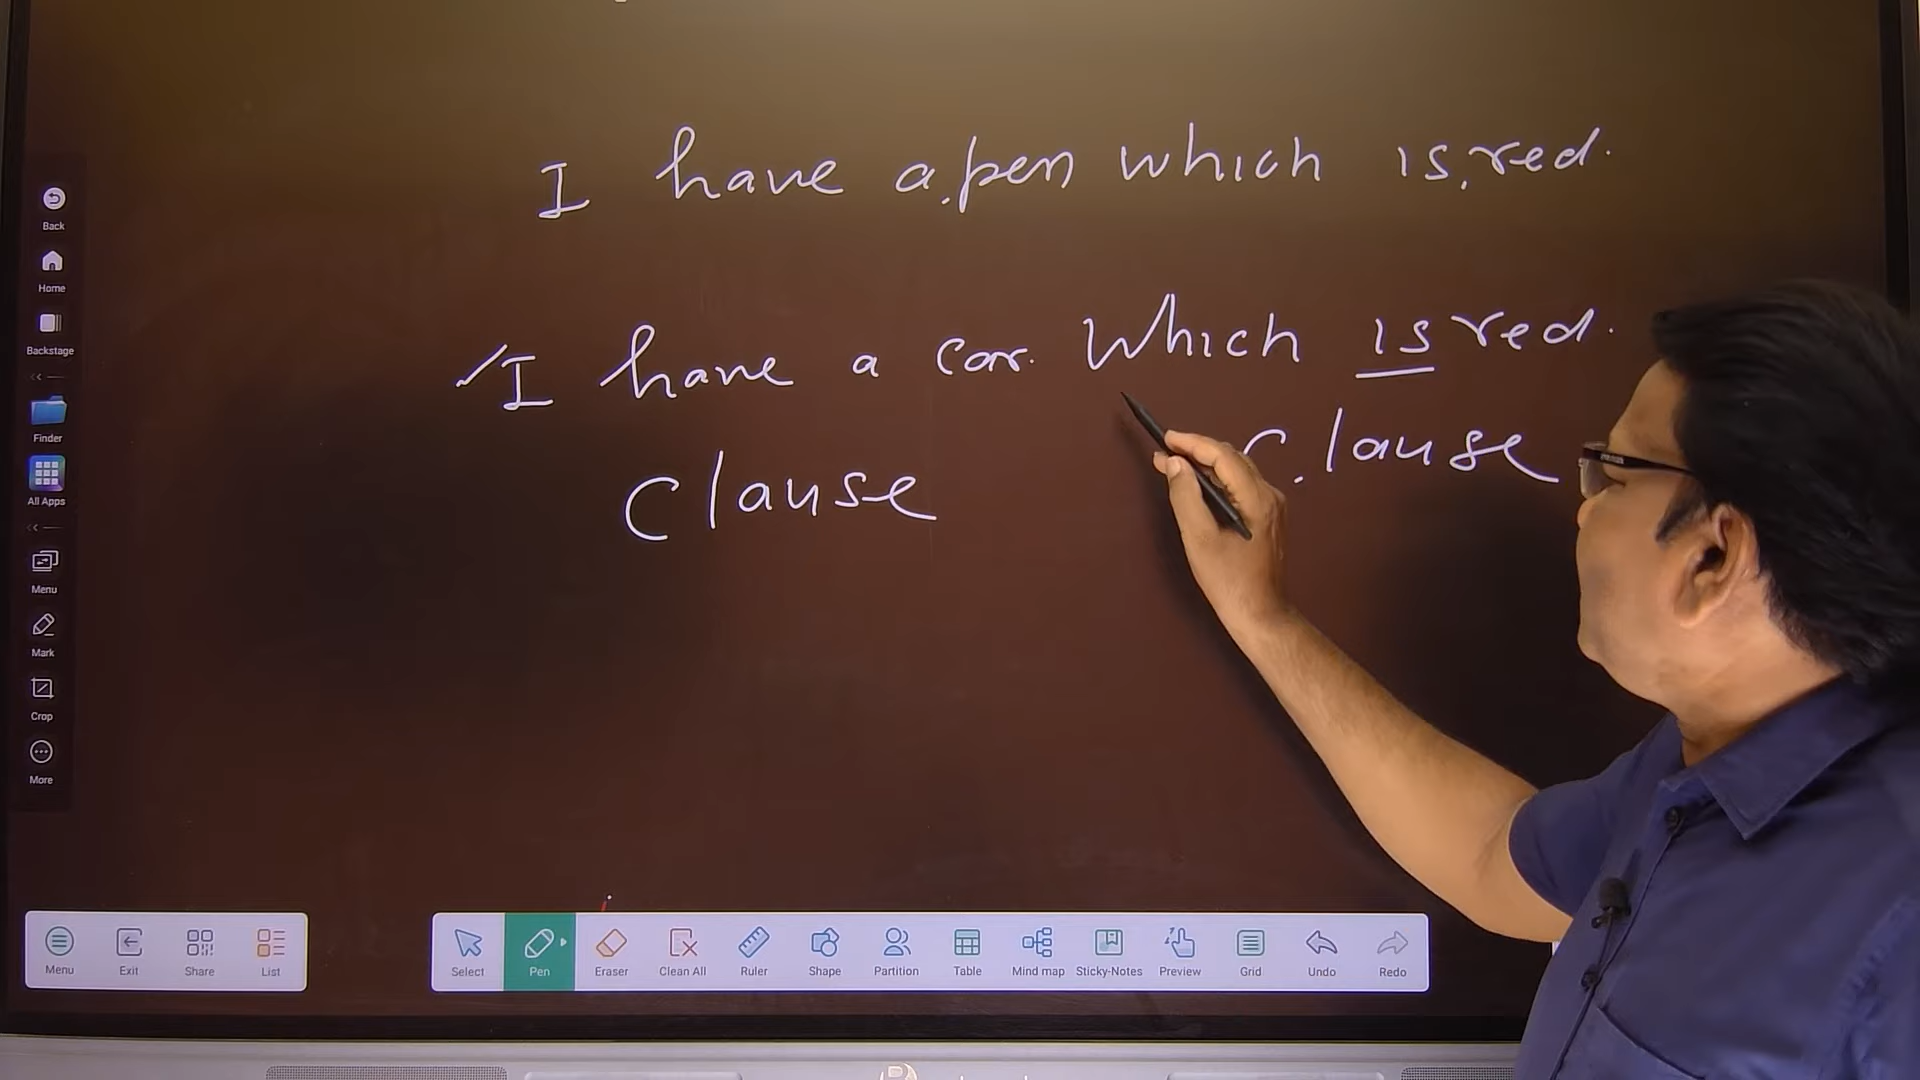 I have a pen which is red.
I have a car. Which is red.
Clause
Clause
Back
Home
Backstage
Finder
All Apps
Menu
Mark
Crop
More
Menu Exit Share List
Select Pen Eraser Clean All Ruler Shape Partition Table Mind map Sticky-Notes Preview Grid Undo Redo